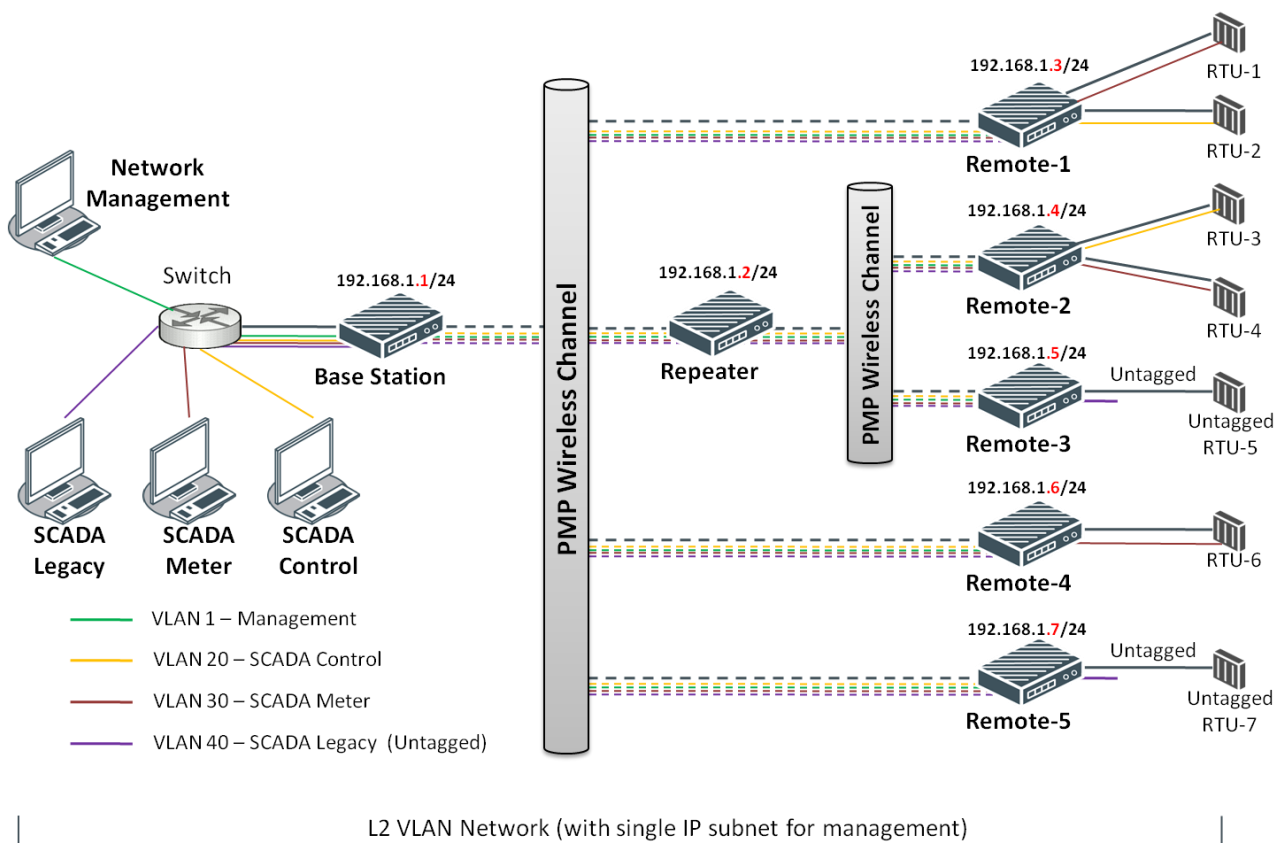 192.168.1.3/24
RTU-1
RTU-2
Remote-1
Network
Management
Switch
192.168.1.1/24
Base Station
PMP Wireless Channel
192.168.1.2/24
Repeater
PMP Wireless Channel
192.168.1.4/24
Remote-2
RTU-3
RTU-4
192.168.1.5/24
Remote-3
Untagged
Untagged
RTU-5
SCADA
Legacy
SCADA
Meter
SCADA
Control
192.168.1.6/24
Remote-4
RTU-6
192.168.1.7/24
Remote-5
Untagged
Untagged
RTU-7
VLAN 1 – Management
VLAN 20 – SCADA Control
VLAN 30 – SCADA Meter
VLAN 40 – SCADA Legacy (Untagged)
L2 VLAN Network (with single IP subnet for management)